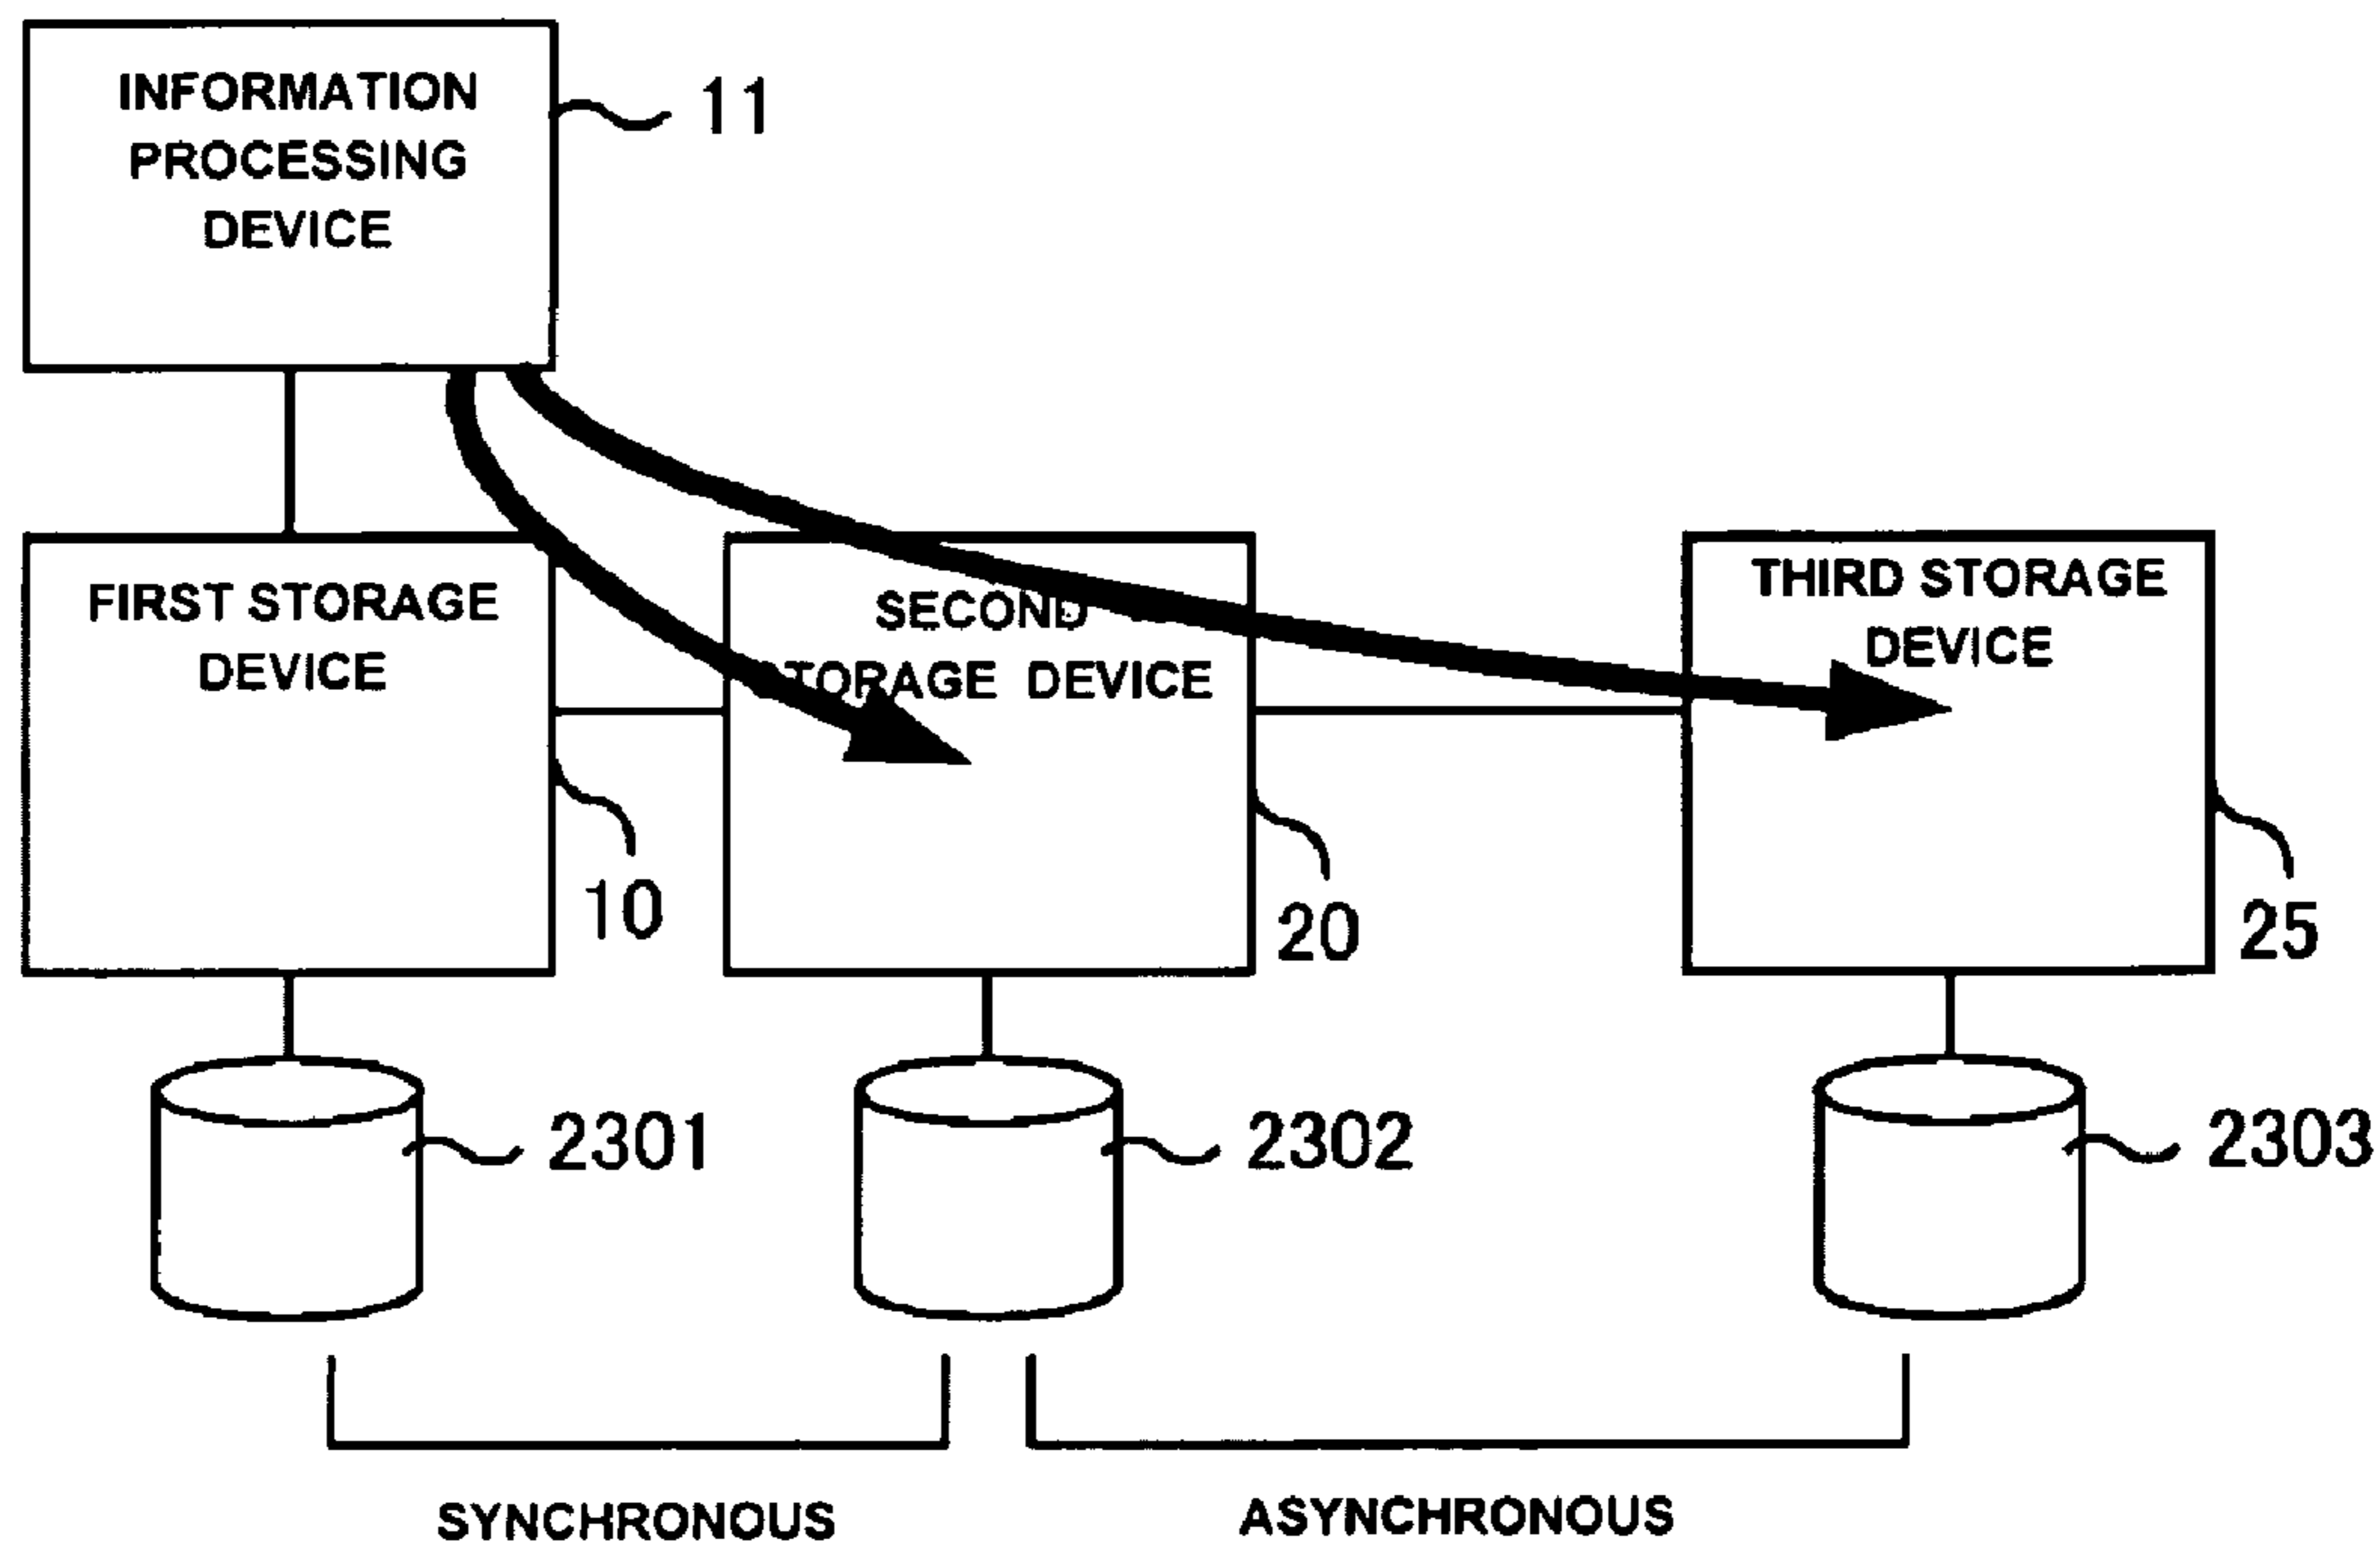 INFORMATION
PROCESSING
DEVICE
11
FIRST STORAGE
DEVICE
SECOND
STORAGE DEVICE
THIRD STORAGE
DEVICE
10
20
25
2301
2302
2303
SYNCHRONOUS
ASYNCHRONOUS